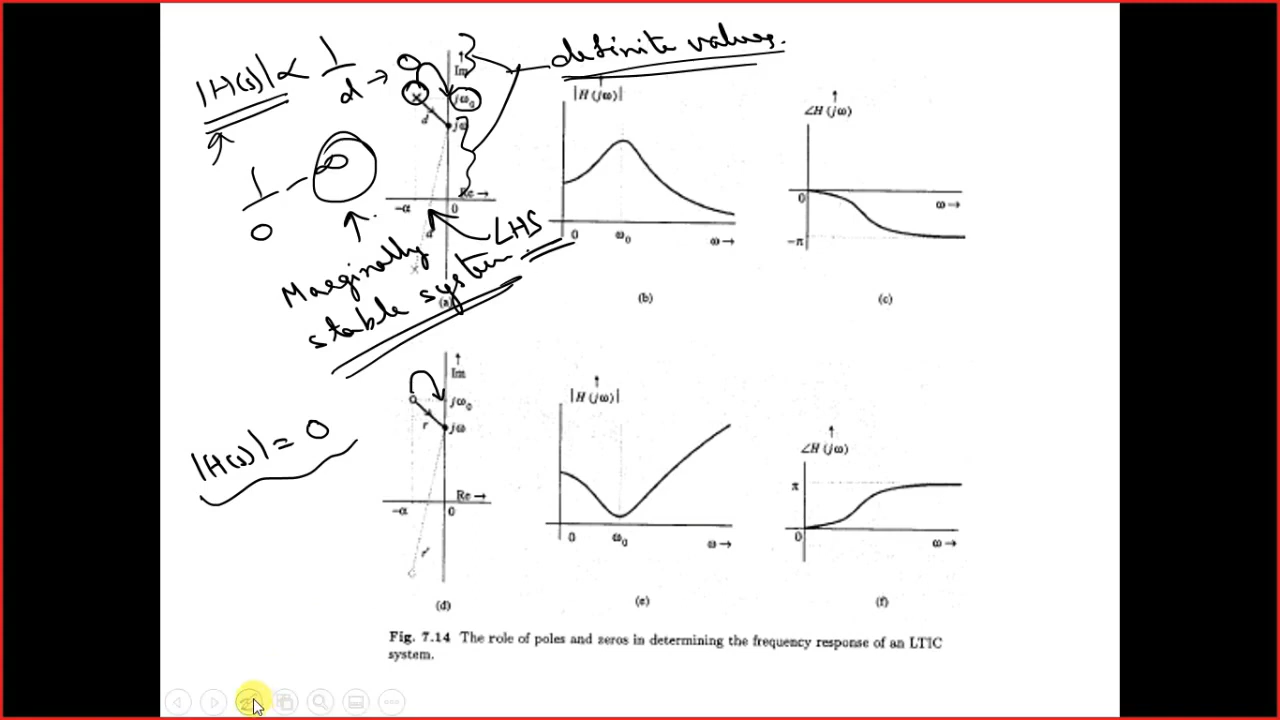 |H(s)| ∝ 1/d →
definite values.
Im
jω₀
d
jω
Re →
-α
0
d'
(a)
1/0 - ∞
Marginally
stable system.
LHS
|H(jω)|
0
ω₀
ω →
(b)
∠H(jω)
0
ω →
-π
(c)
|H(s)| = 0
Im
jω₀
r
jω
Re →
-α
0
r'
(d)
|H(jω)|
0
ω₀
ω →
(e)
∠H(jω)
π
0
ω →
(f)
Fig. 7.14 The role of poles and zeros in determining the frequency response of an LTIC
system.